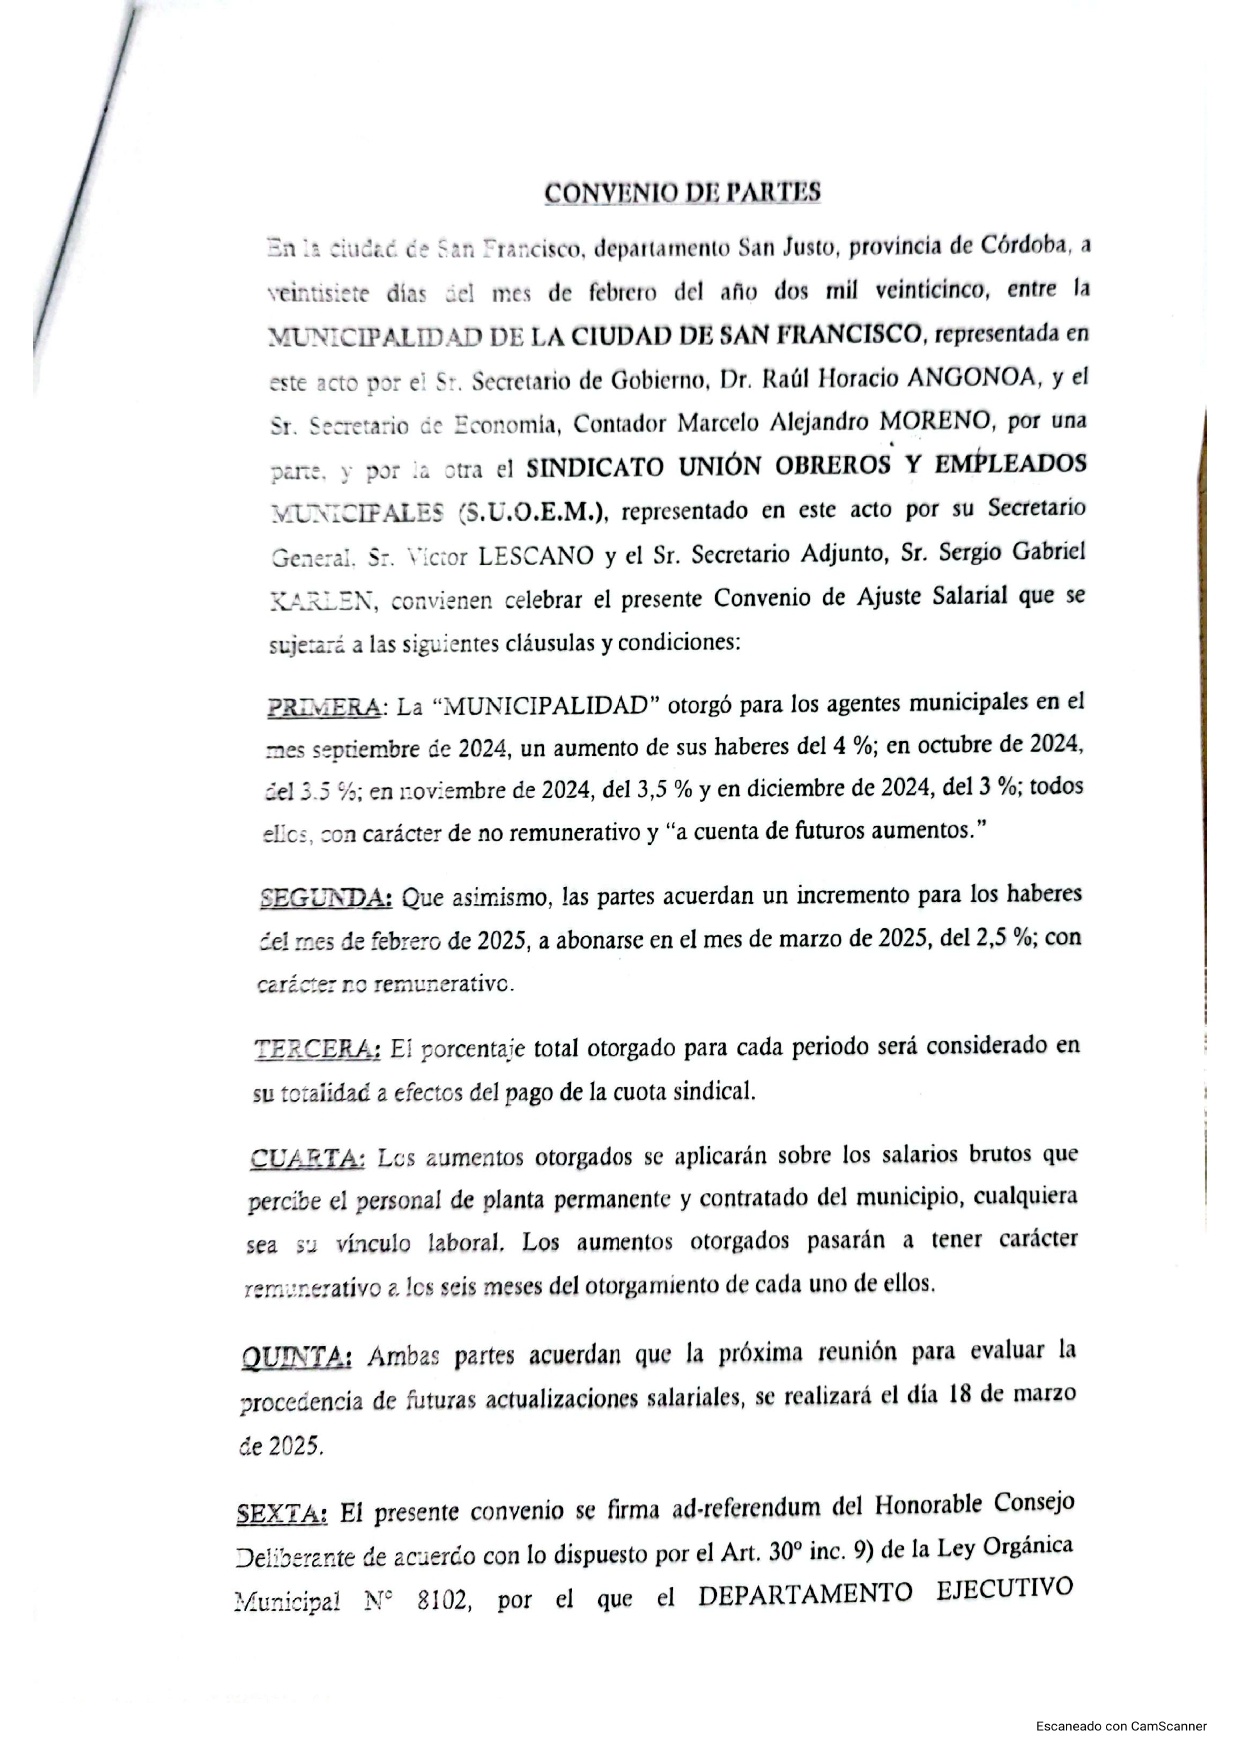 CONVENIO DE PARTES
En la ciudad de San Francisco, departamento San Justo, provincia de Córdoba, a
veintisiete días del mes de febrero del año dos mil veinticinco, entre la
MUNICIPALIDAD DE LA CIUDAD DE SAN FRANCISCO, representada en
este acto por el Sr. Secretario de Gobierno, Dr. Raúl Horacio ANGONOA, y el
Sr. Secretario de Economía, Contador Marcelo Alejandro MORENO, por una
parte, y por la otra el SINDICATO UNIÓN OBREROS Y EMPLEADOS
MUNICIPALES (S.U.O.E.M.), representado en este acto por su Secretario
General, Sr. Víctor LESCANO y el Sr. Secretario Adjunto, Sr. Sergio Gabriel
KARLEN, convienen celebrar el presente Convenio de Ajuste Salarial que se
sujetará a las siguientes cláusulas y condiciones:
PRIMERA: La “MUNICIPALIDAD” otorgó para los agentes municipales en el
mes septiembre de 2024, un aumento de sus haberes del 4 %; en octubre de 2024,
del 3.5 %; en noviembre de 2024, del 3,5 % y en diciembre de 2024, del 3 %; todos
ellos, con carácter de no remunerativo y “a cuenta de futuros aumentos.”
SEGUNDA: Que asimismo, las partes acuerdan un incremento para los haberes
del mes de febrero de 2025, a abonarse en el mes de marzo de 2025, del 2,5 %; con
carácter no remunerativo.
TERCERA: El porcentaje total otorgado para cada periodo será considerado en
su totalidad a efectos del pago de la cuota sindical.
CUARTA: Los aumentos otorgados se aplicarán sobre los salarios brutos que
percibe el personal de planta permanente y contratado del municipio, cualquiera
sea su vínculo laboral. Los aumentos otorgados pasarán a tener carácter
remunerativo a los seis meses del otorgamiento de cada uno de ellos.
QUINTA: Ambas partes acuerdan que la próxima reunión para evaluar la
procedencia de futuras actualizaciones salariales, se realizará el día 18 de marzo
de 2025.
SEXTA: El presente convenio se firma ad-referendum del Honorable Consejo
Deliberante de acuerdo con lo dispuesto por el Art. 30º inc. 9) de la Ley Orgánica
Municipal Nº 8102, por el que el DEPARTAMENTO EJECUTIVO
Escaneado con CamScanner